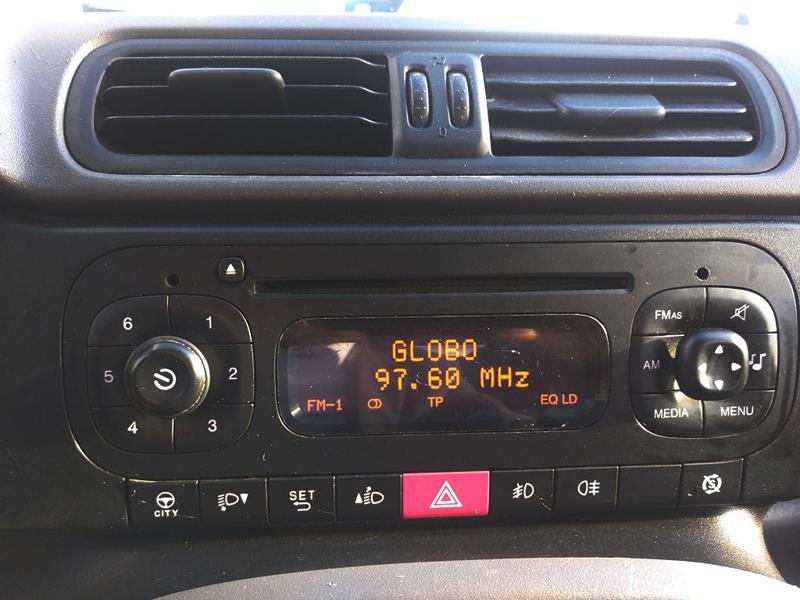 6 1
5 2
4 3
GLOBO
97.60 MHz
FM-1 TP EQ LD
FMAS
AM
MEDIA MENU
CITY
SET